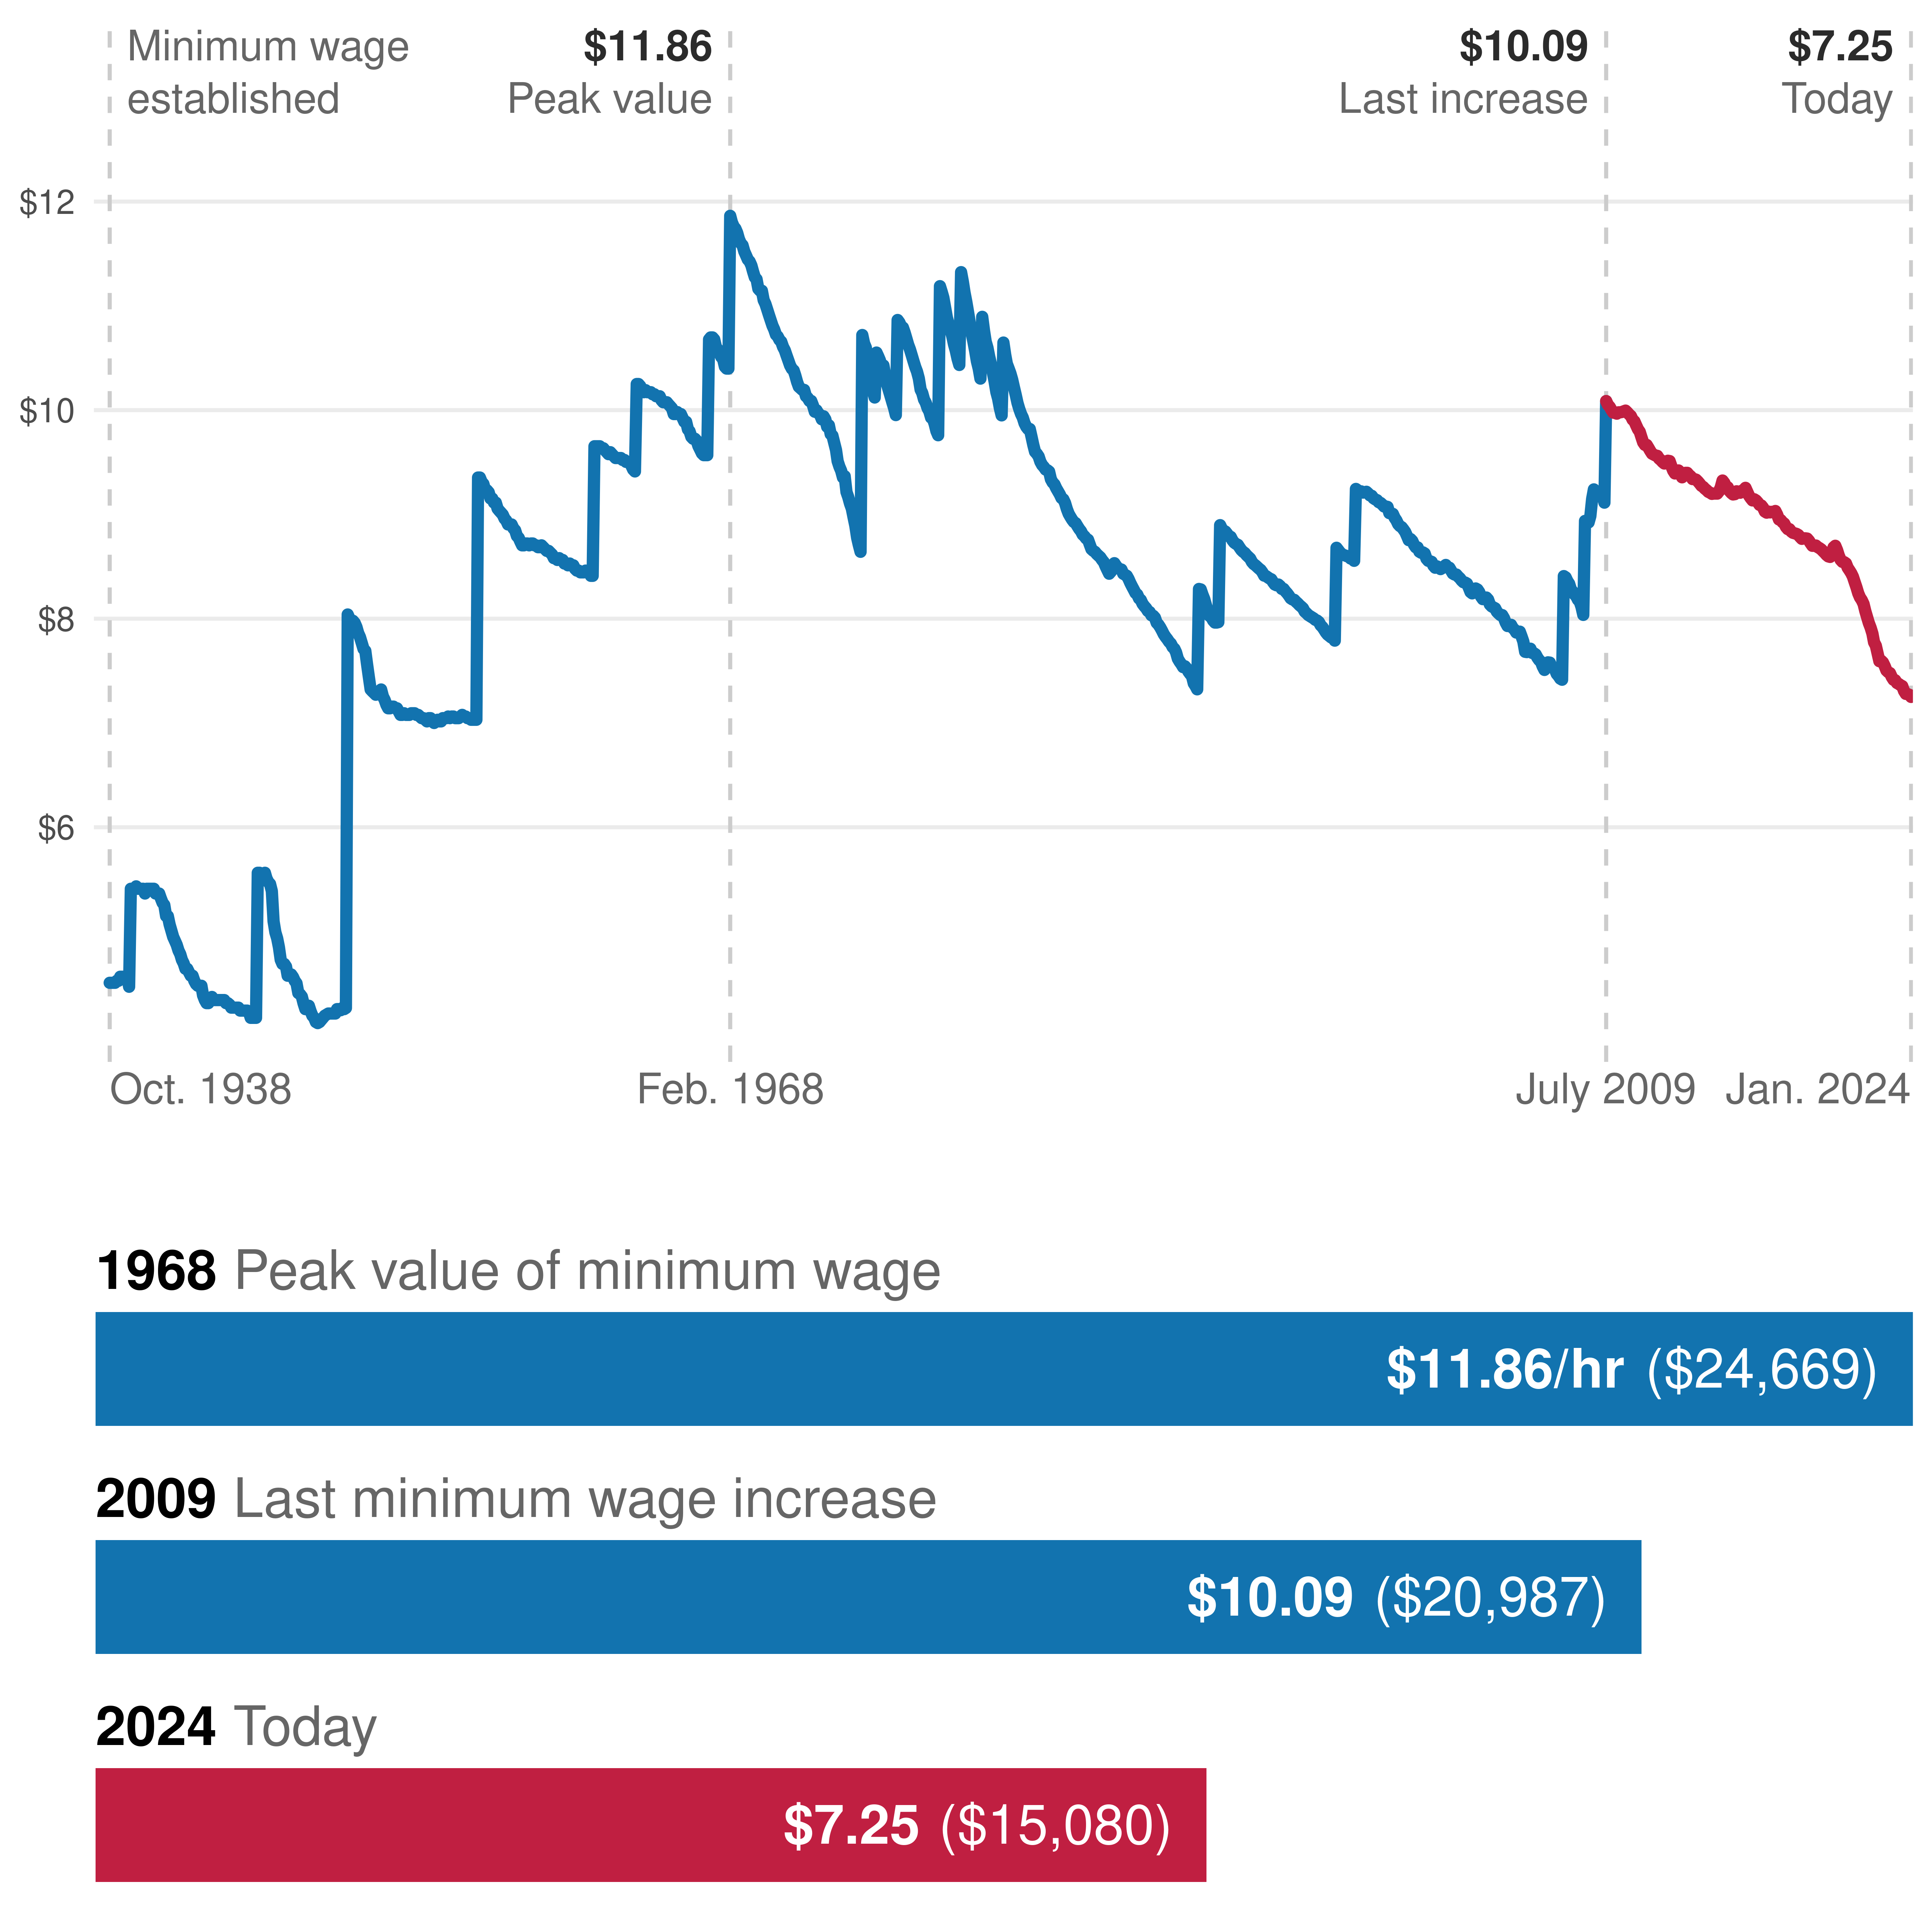 Minimum wage
established
$11.86
Peak value
$10.09
Last increase
$7.25
Today
$12
$10
$8
$6
Oct. 1938
Feb. 1968
July 2009
Jan. 2024
1968 Peak value of minimum wage
$11.86/hr ($24,669)
2009 Last minimum wage increase
$10.09 ($20,987)
2024 Today
$7.25 ($15,080)